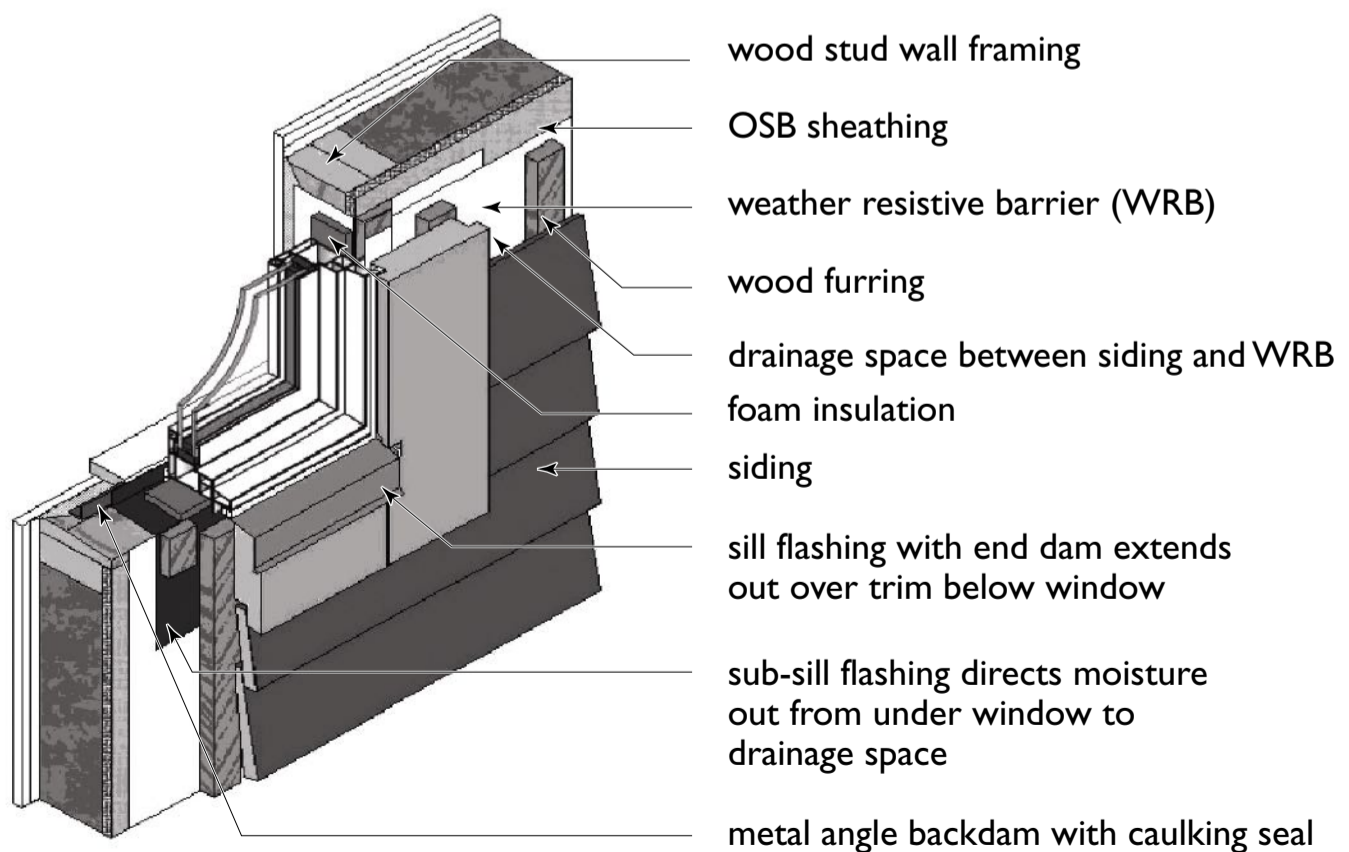 wood stud wall framing
OSB sheathing
weather resistive barrier (WRB)
wood furring
drainage space between siding and WRB
foam insulation
siding
sill flashing with end dam extends
out over trim below window
sub-sill flashing directs moisture
out from under window to
drainage space
metal angle backdam with caulking seal